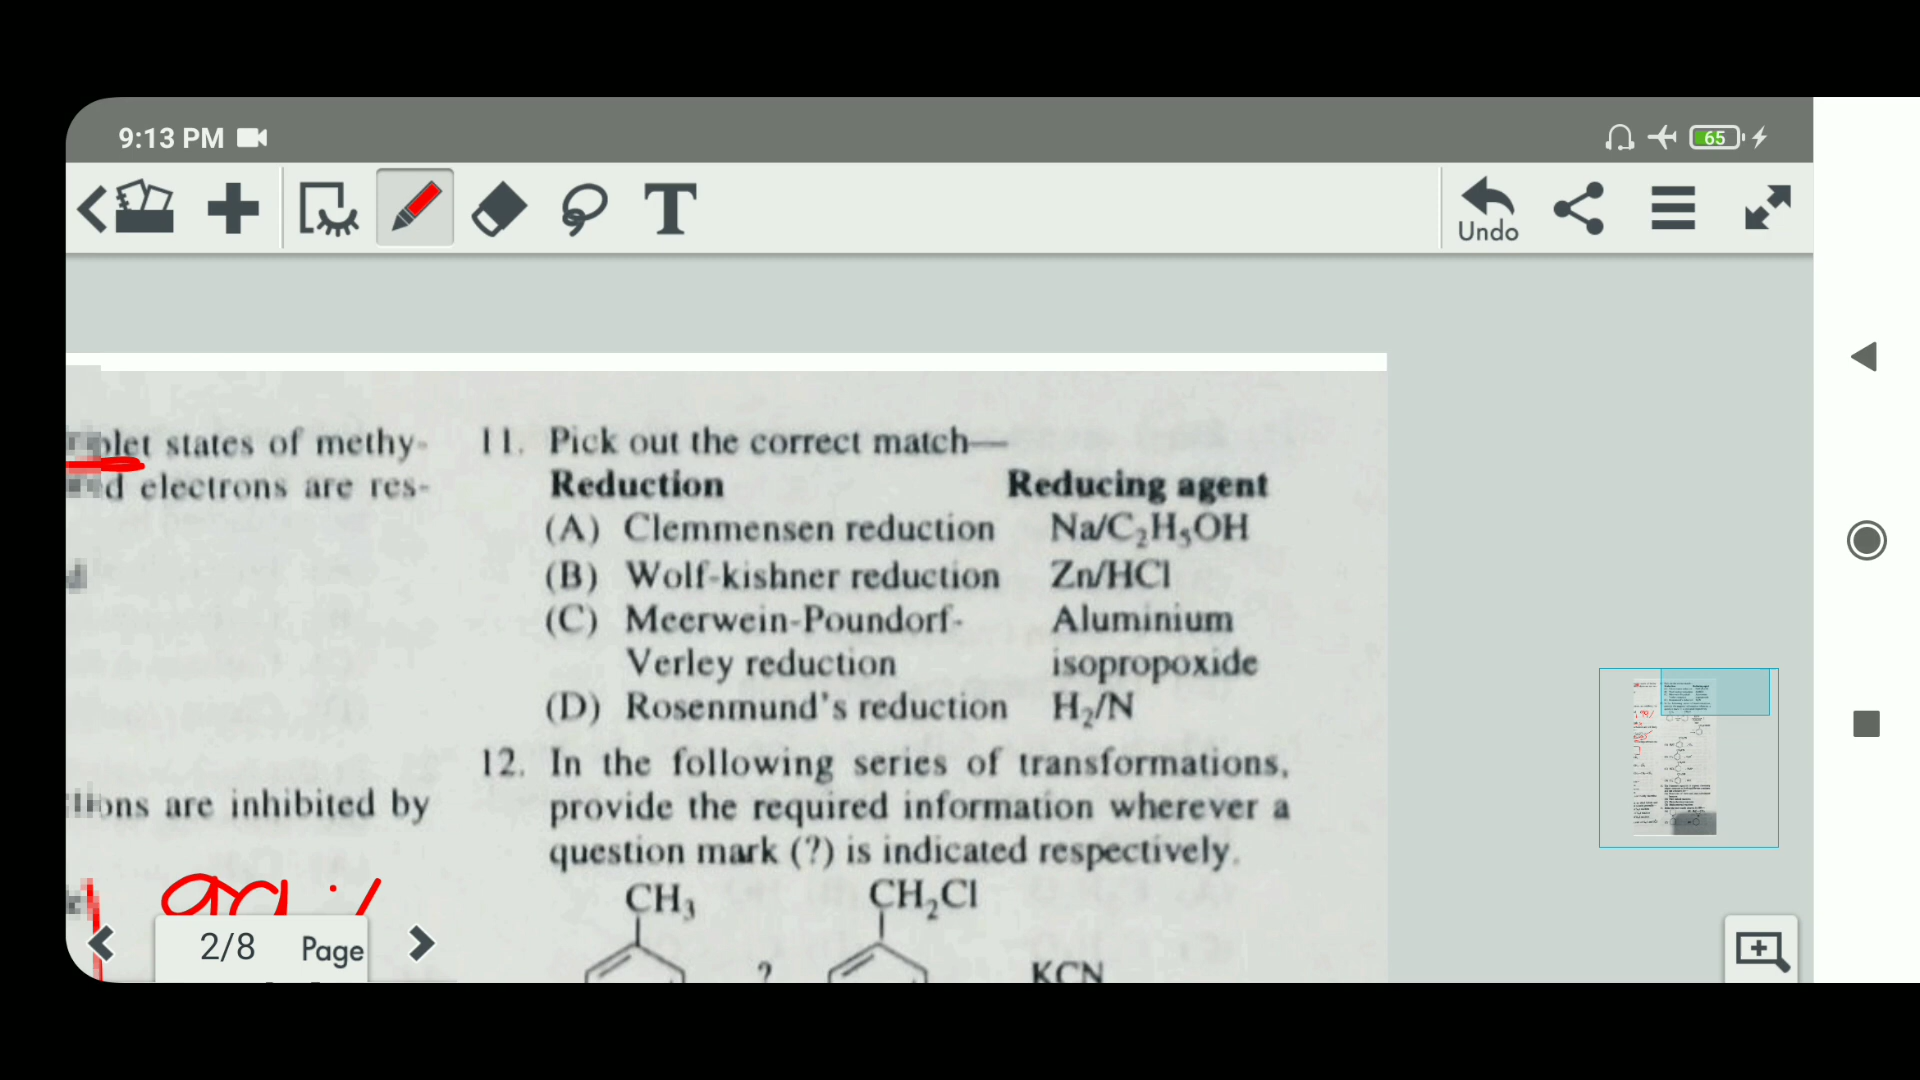 9:13 PM
65
T
Undo
plet states of methy-
d electrons are res-
ons are inhibited by
11. Pick out the correct match—
Reduction Reducing agent
(A) Clemmensen reduction Na/C₂H₅OH
(B) Wolf-kishner reduction Zn/HCl
(C) Meerwein-Poundorf- Aluminium
Verley reduction isopropoxide
(D) Rosenmund's reduction H₂/N
12. In the following series of transformations,
provide the required information wherever a
question mark (?) is indicated respectively.
CH₃ CH₂Cl
? KCN
2/8 Page